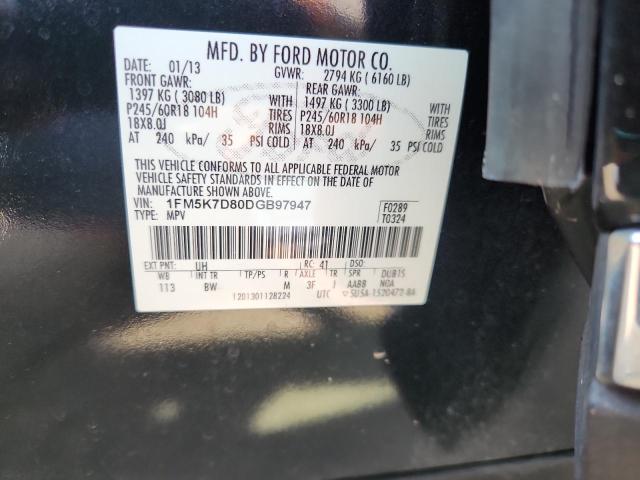 MFD. BY FORD MOTOR CO.
DATE: 01/13 GVWR: 2794 KG ( 6160 LB)
FRONT GAWR: REAR GAWR:
1397 KG ( 3080 LB) WITH 1497 KG ( 3300 LB) WITH
P245/60R18 104H TIRES P245/60R18 104H TIRES
18X8.0J RIMS 18X8.0J RIMS
AT 240 kPa/ 35 PSI COLD AT 240 kPa/ 35 PSI COLD
THIS VEHICLE CONFORMS TO ALL APPLICABLE FEDERAL MOTOR
VEHICLE SAFETY STANDARDS IN EFFECT ON THE DATE OF
MANUFACTURE SHOWN ABOVE.
VIN: 1FM5K7D80DGB97947 F0289
TYPE: MPV T0324
EXT PNT: UH RC: 41 DSO:
WB INT TR TP/PS R AXLE TR SPR DUB15
113 BW M 3F J AABB NOA
1201301128224 UTC